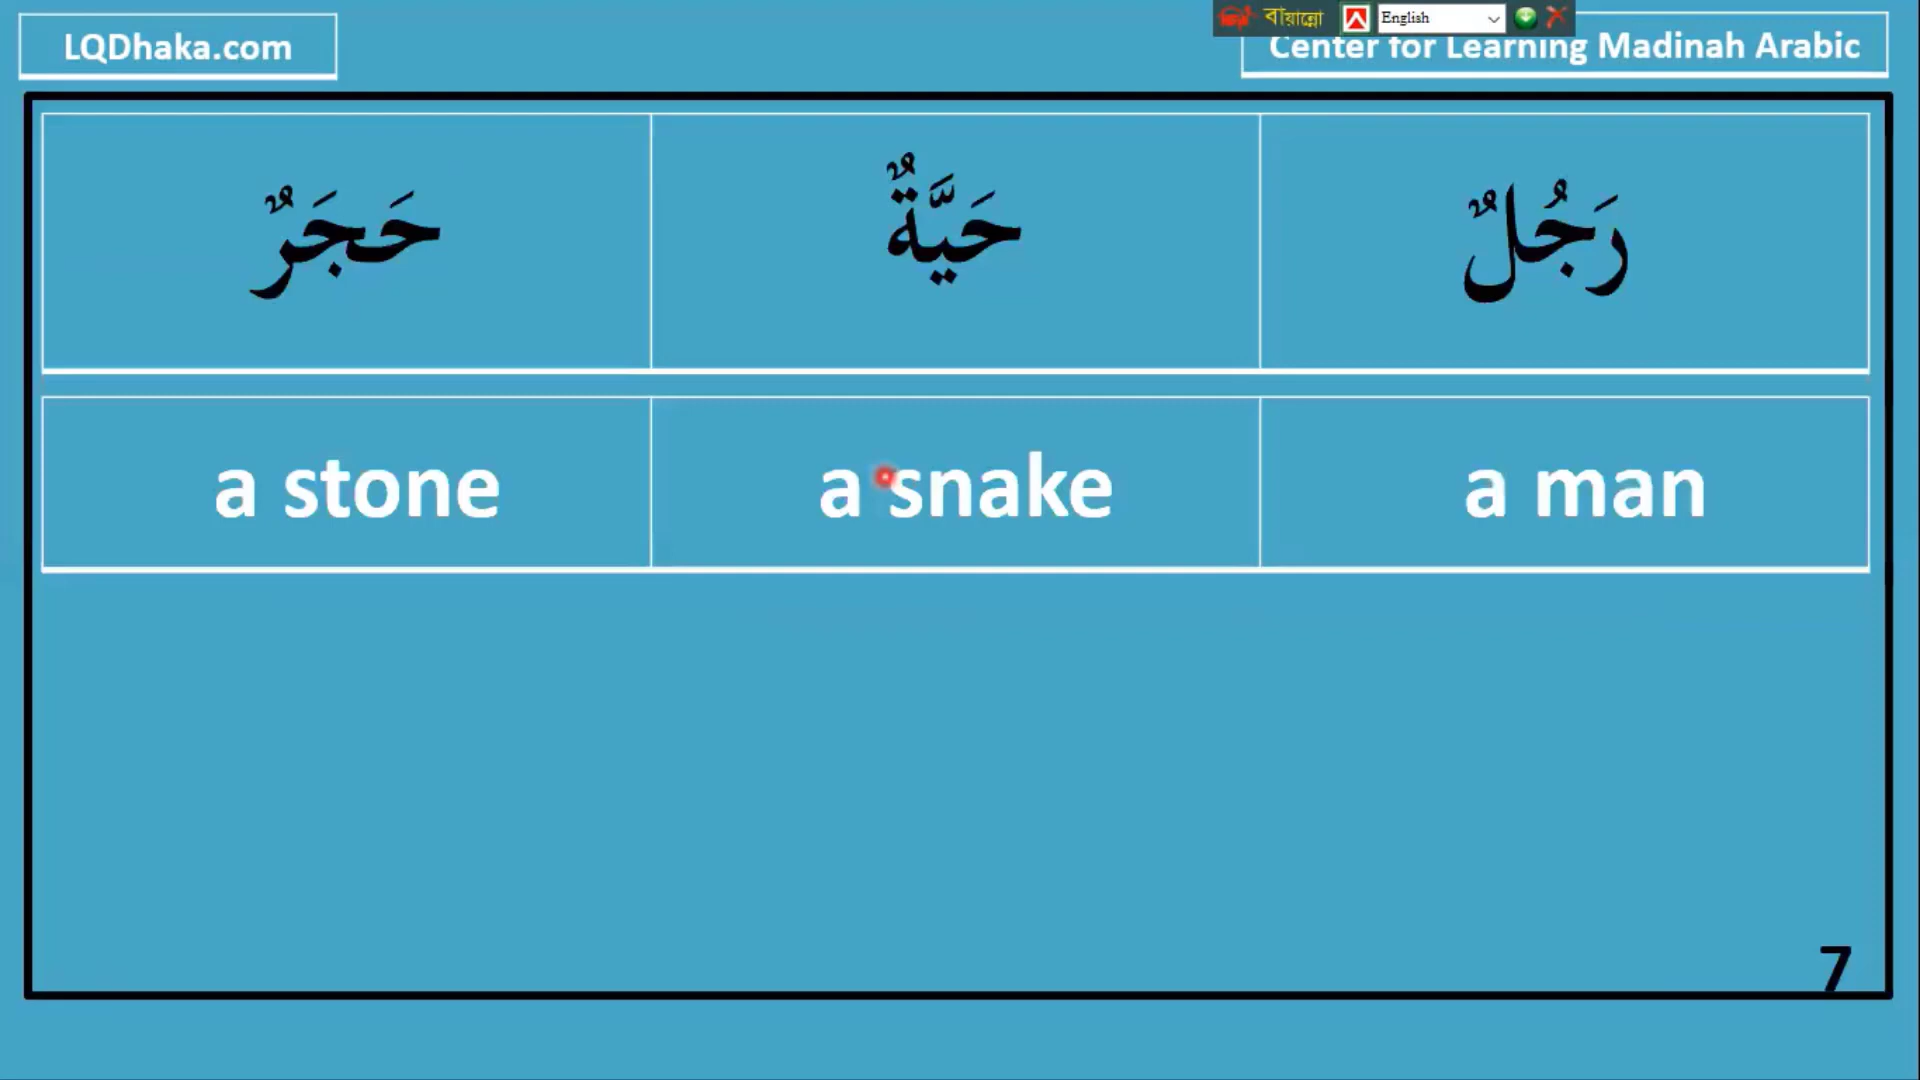 LQDhaka.com
বায়ান্নো English
Center for Learning Madinah Arabic
رَجُلٌ حَيَّةٌ حَجَرٌ
a stone a snake a man
7